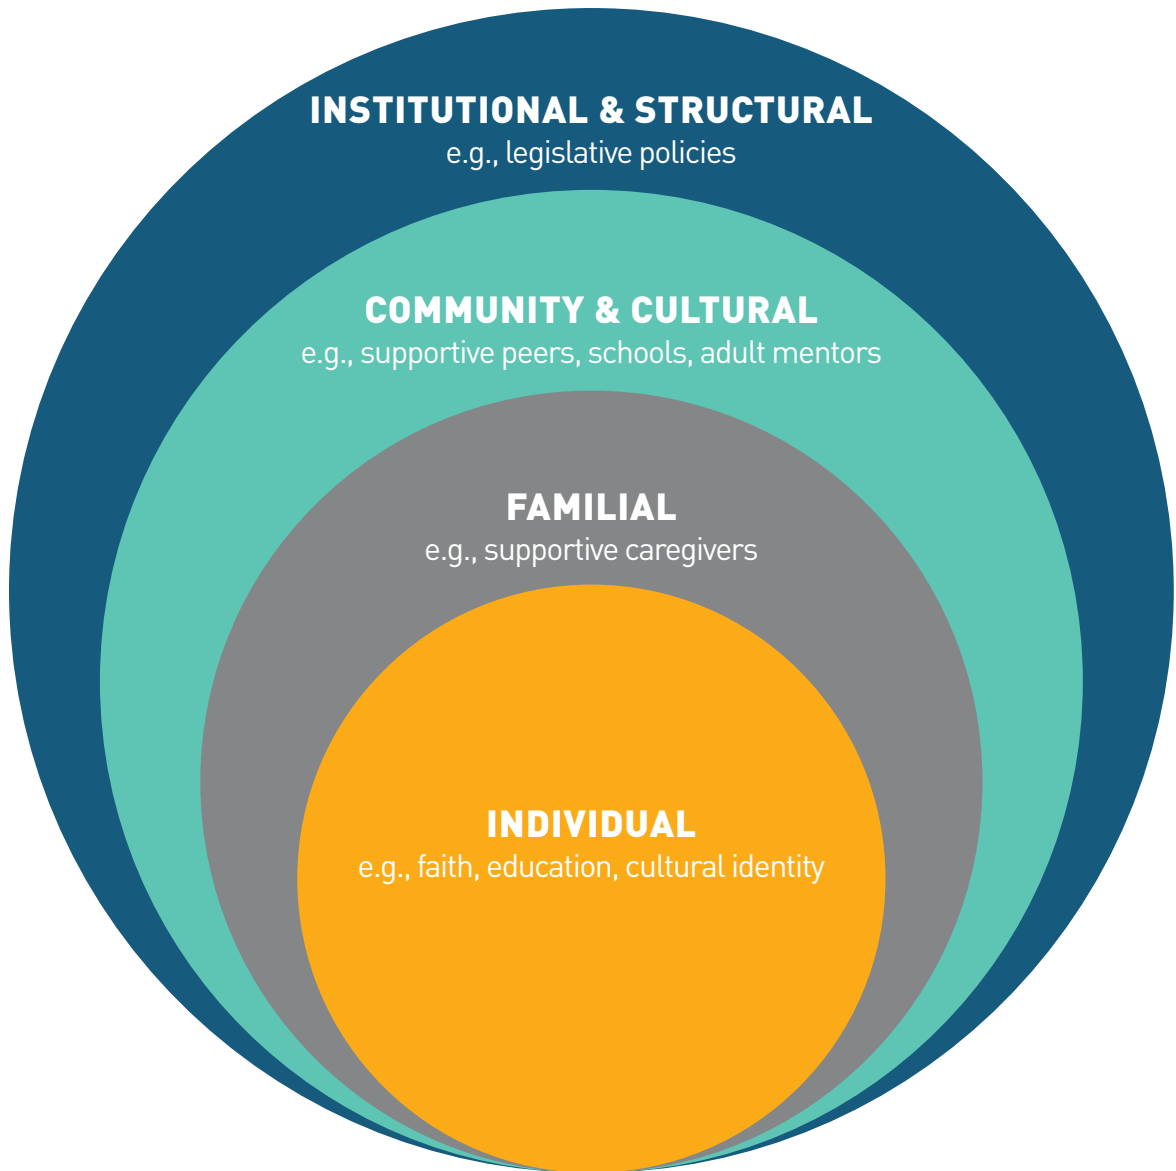 INSTITUTIONAL & STRUCTURAL
e.g., legislative policies
COMMUNITY & CULTURAL
e.g., supportive peers, schools, adult mentors
FAMILIAL
e.g., supportive caregivers
INDIVIDUAL
e.g., faith, education, cultural identity